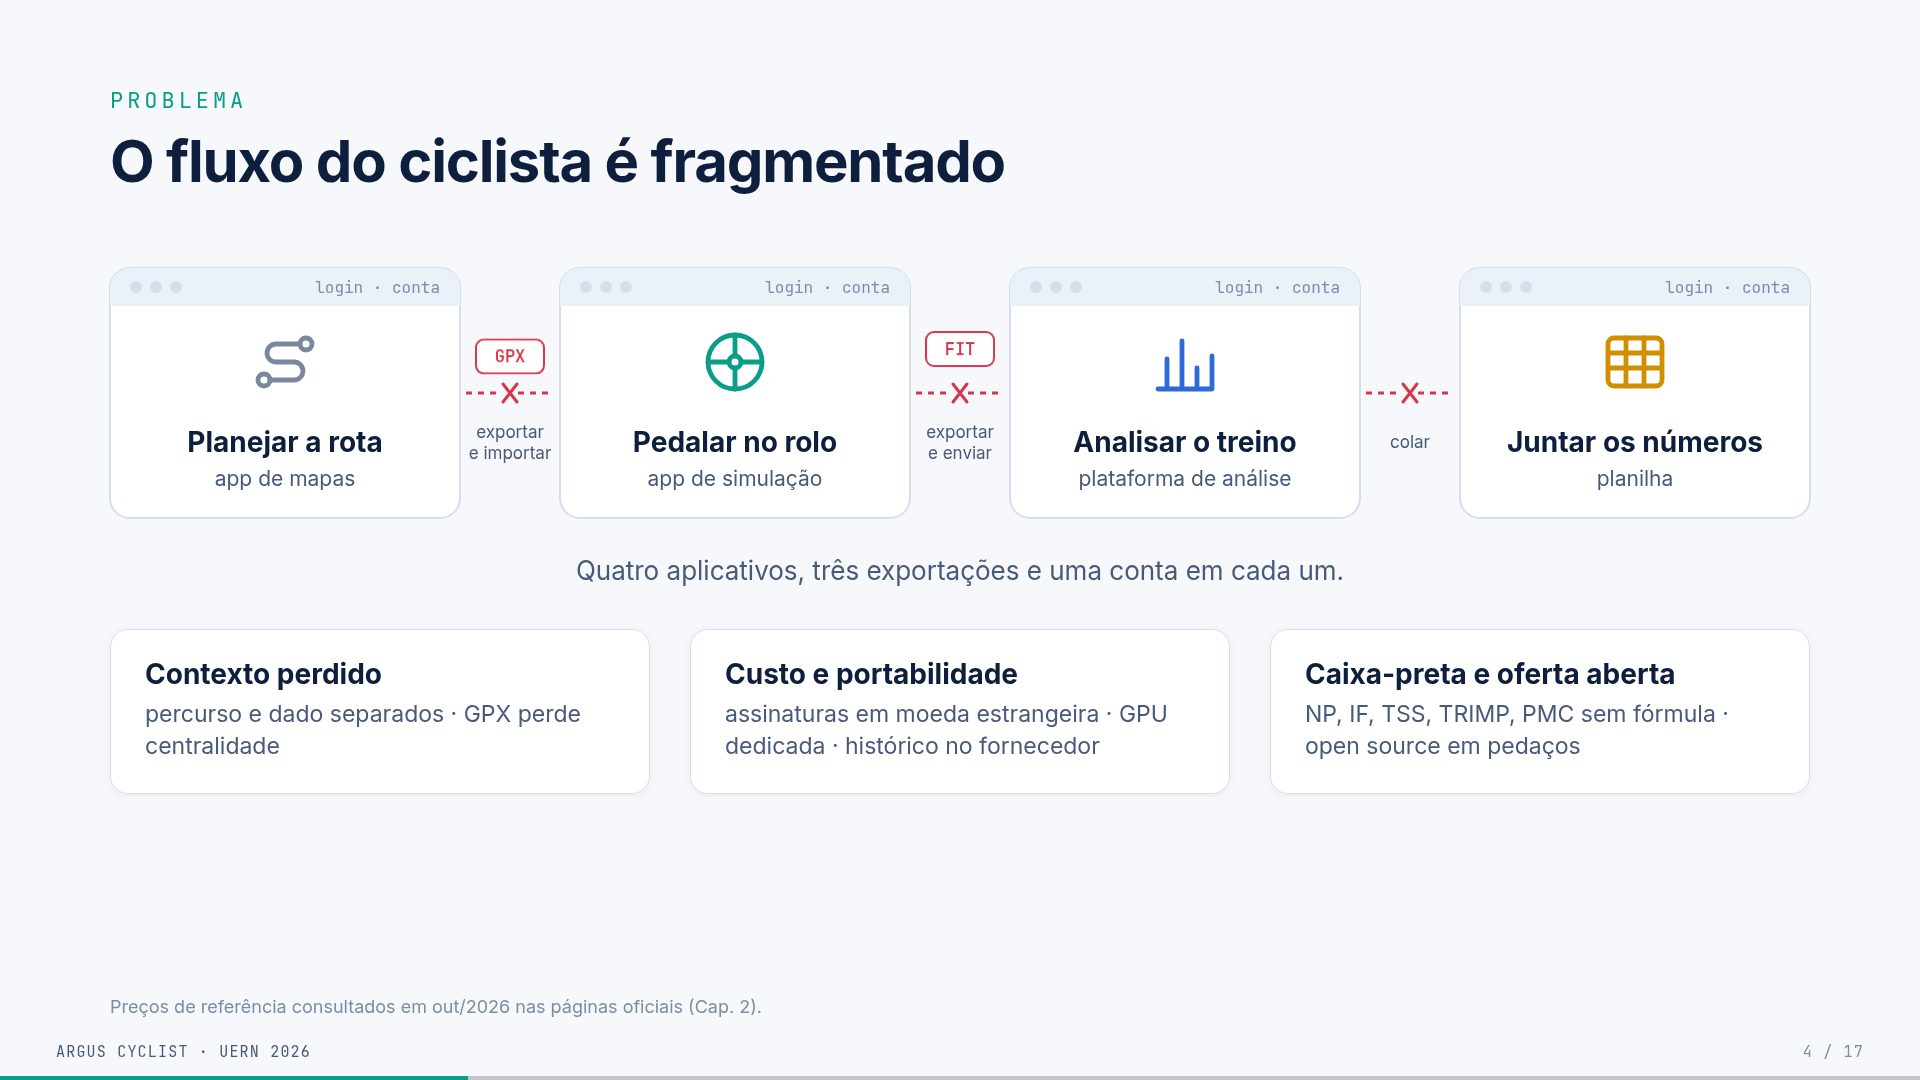 PROBLEMA
O fluxo do ciclista é fragmentado
login · conta
Planejar a rota
app de mapas
GPX
exportar
e importar
login · conta
Pedalar no rolo
app de simulação
FIT
exportar
e enviar
login · conta
Analisar o treino
plataforma de análise
colar
login · conta
Juntar os números
planilha
Quatro aplicativos, três exportações e uma conta em cada um.
Contexto perdido
percurso e dado separados · GPX perde
centralidade
Custo e portabilidade
assinaturas em moeda estrangeira · GPU
dedicada · histórico no fornecedor
Caixa-preta e oferta aberta
NP, IF, TSS, TRIMP, PMC sem fórmula ·
open source em pedaços
Preços de referência consultados em out/2026 nas páginas oficiais (Cap. 2).
ARGUS CYCLIST · UERN 2026
4 / 17